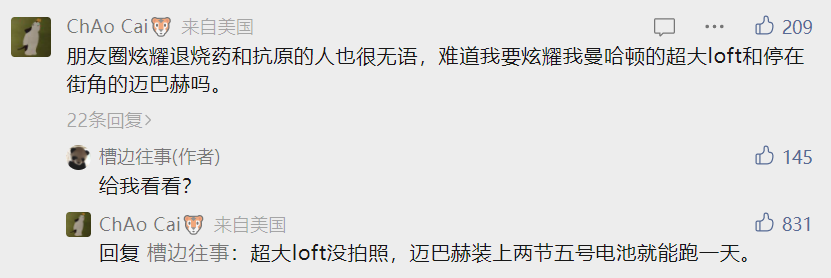 ChAo Cai🐯 来自美国 209
朋友圈炫耀退烧药和抗原的人也很无语，难道我要炫耀我曼哈顿的超大loft和停在
街角的迈巴赫吗。
22条回复>
槽边往事(作者) 145
给我看看？
ChAo Cai🐯 来自美国 831
回复 槽边往事：超大loft没拍照，迈巴赫装上两节五号电池就能跑一天。